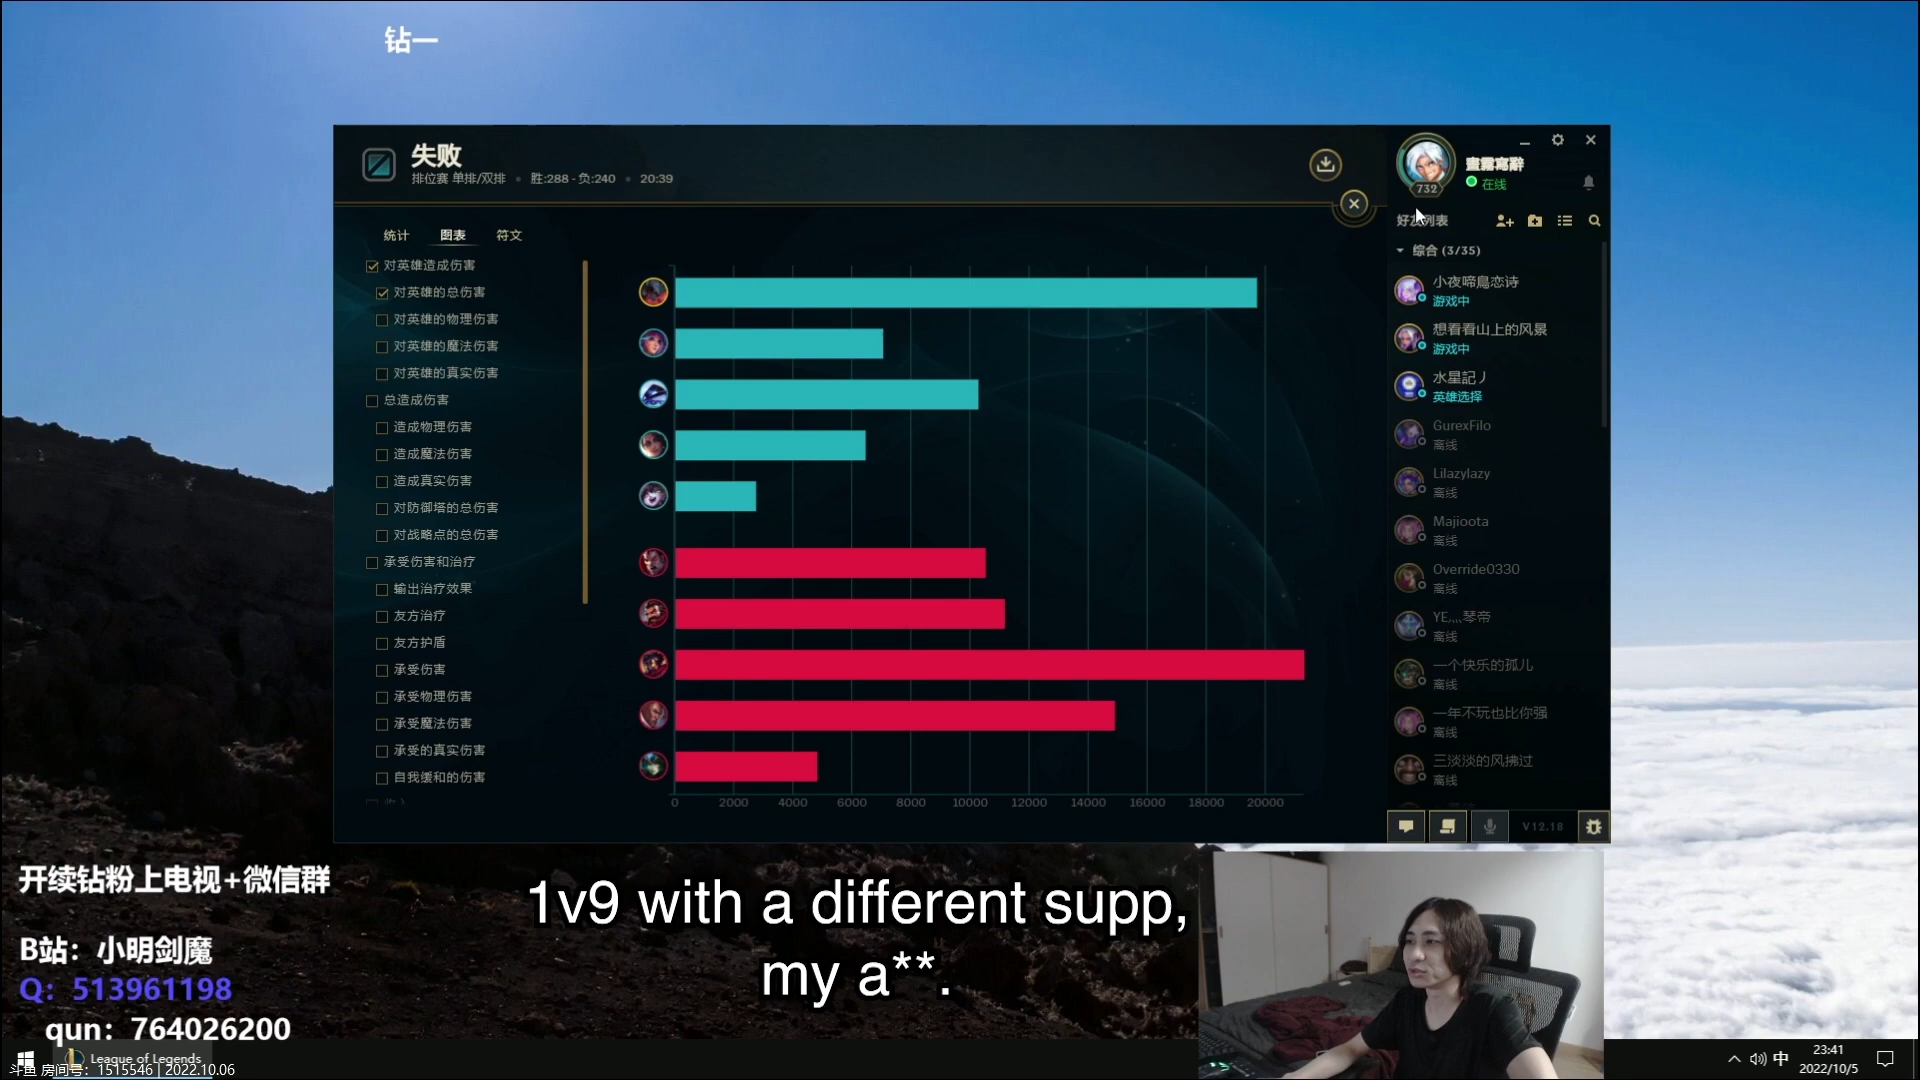 钻一
失败
排位赛 单排/双排 • 胜:288 - 负:240 • 20:39
732
在线
好友列表
统计 图表 符文
综合 (3/35)
对英雄造成伤害
对英雄的总伤害
对英雄的物理伤害
对英雄的魔法伤害
对英雄的真实伤害
总造成伤害
造成物理伤害
造成魔法伤害
造成真实伤害
对防御塔的总伤害
对战略点的总伤害
承受伤害和治疗
输出治疗效果
友方治疗
友方护盾
承受伤害
承受物理伤害
承受魔法伤害
承受的真实伤害
自我缓和的伤害
0 2000 4000 6000 8000 10000 12000 14000 16000 18000 20000
小夜啼鳥恋诗
游戏中
想看看山上的风景
游戏中
水星記丿
英雄选择
GurexFilo
离线
Lilazylazy
离线
Majioota
离线
Override0330
离线
YE灬琴帝
离线
一个快乐的孤儿
离线
一年不玩也比你强
离线
三淡淡的风拂过
离线
V12.18
开续钻粉上电视+微信群
B站：小明剑魔
Q：513961198
qun：764026200
1v9 with a different supp,
my a**.
League of Legends
斗鱼 房间号：1515546 | 2022.10.06
中
23:41
2022/10/5